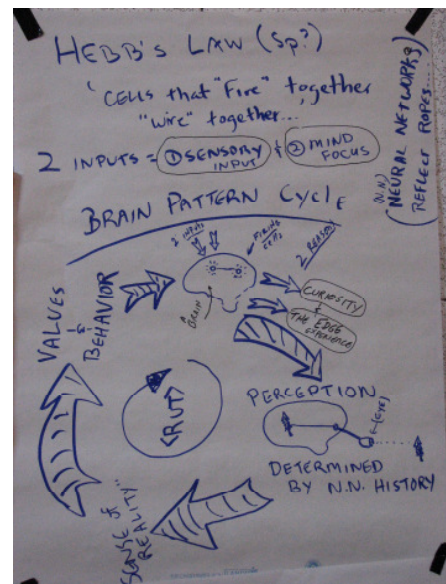 HEBB'S LAW (Sp?)
"CELLS that "Fire" together
"wire" together...
2 INPUTS = ① SENSORY INPUT & ② MIND FOCUS
(N.N)
(NEURAL NETWORKS)
REFLECT ROPES...
BRAIN PATTERN CYCLE
2 INPUTS
FIRING CELLS
2 REASONS
A BRAIN
CURIOSITY
&
THE "EDGE" EXPERIENCE
PERCEPTION
(EYE)
DETERMINED
BY N.N. HISTORY
"SENSE of
REALITY"
VALUES
&
BEHAVIOR
<RUT>